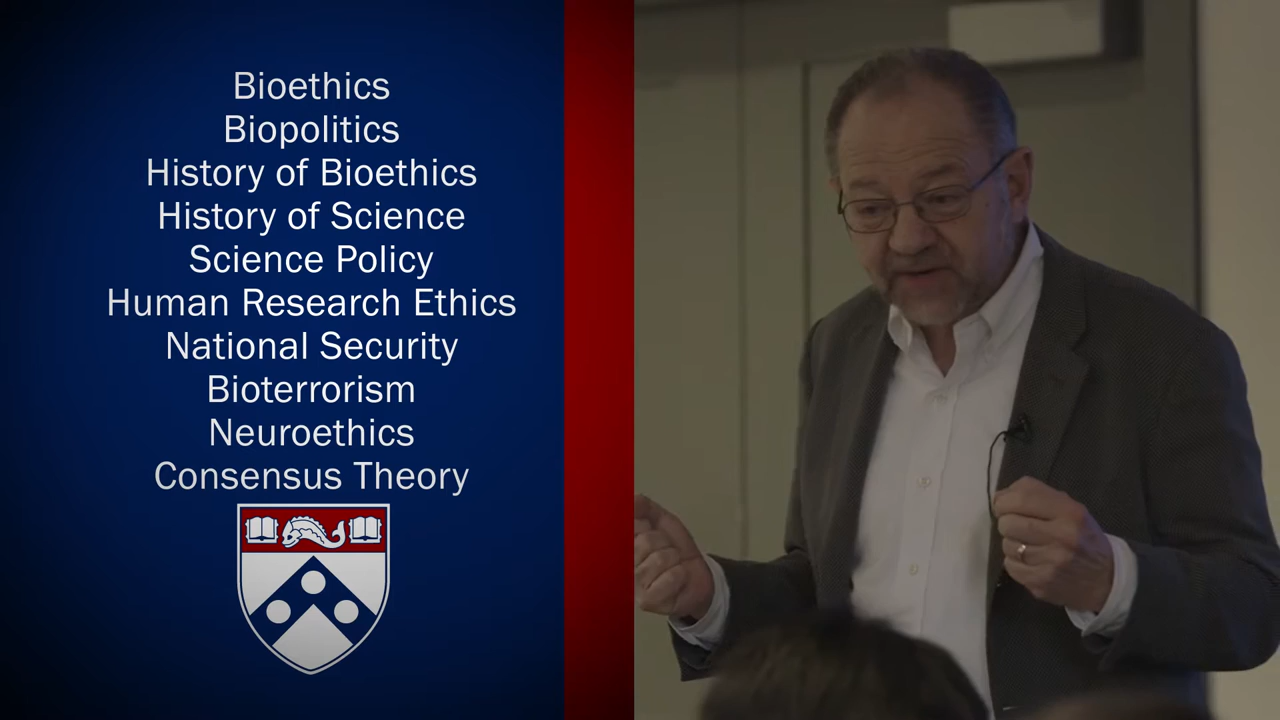 Bioethics
Biopolitics
History of Bioethics
History of Science
Science Policy
Human Research Ethics
National Security
Bioterrorism
Neuroethics
Consensus Theory